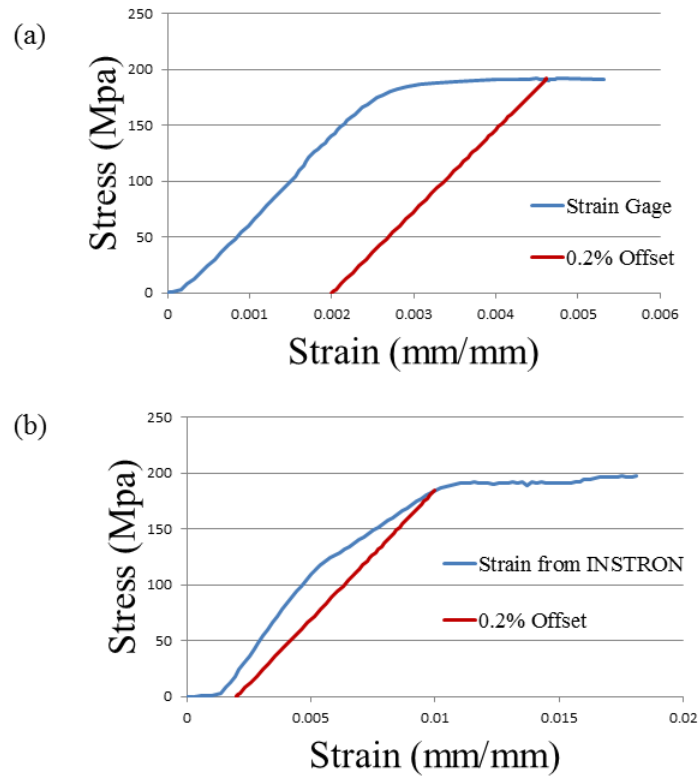 (a)
250
200
150
100
50
0
Stress (Mpa)
Strain Gage
0.2% Offset
0 0.001 0.002 0.003 0.004 0.005 0.006
Strain (mm/mm)
(b)
250
200
150
100
50
0
Stress (Mpa)
Strain from INSTRON
0.2% Offset
0 0.005 0.01 0.015 0.02
Strain (mm/mm)